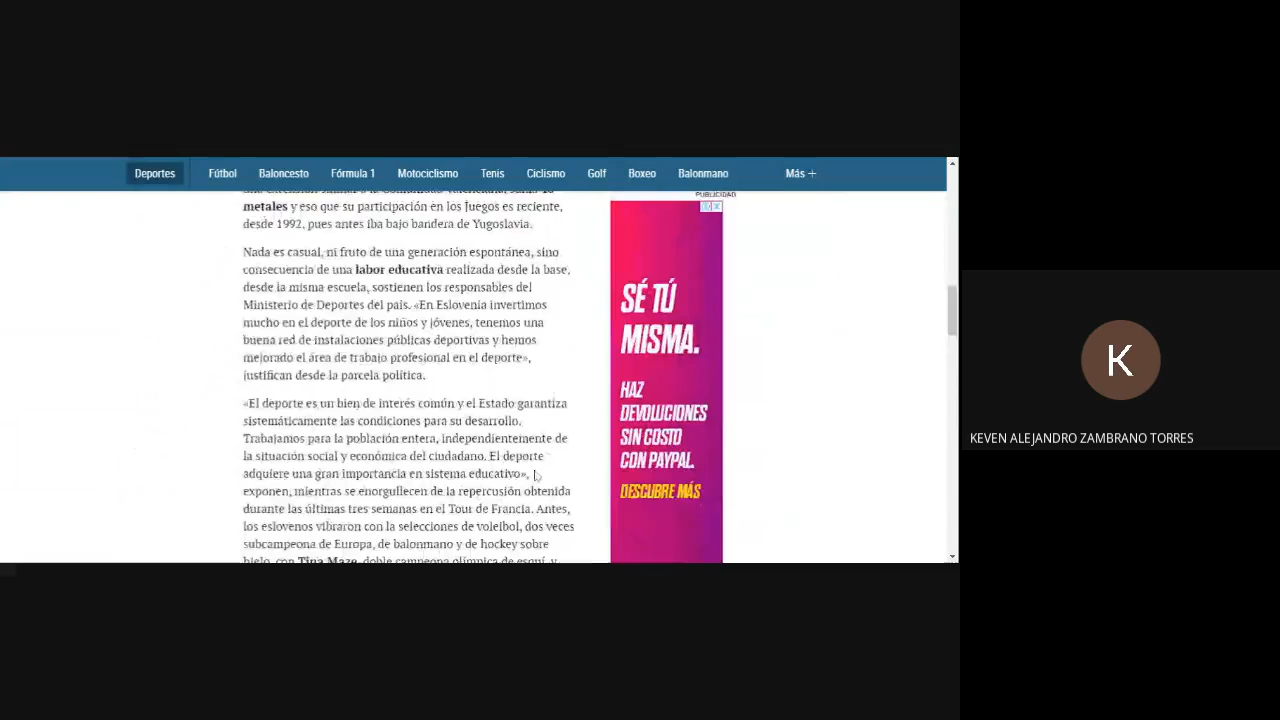 Deportes Fútbol Baloncesto Fórmula 1 Motociclismo Tenis Ciclismo Golf Boxeo Balonmano Más +
metales y eso que su participación en los Juegos es reciente,
desde 1992, pues antes iba bajo bandera de Yugoslavia.
Nada es casual, ni fruto de una generación espontánea, sino
consecuencia de una labor educativa realizada desde la base,
desde la misma escuela, sostienen los responsables del
Ministerio de Deportes del país. «En Eslovenia invertimos
mucho en el deporte de los niños y jóvenes, tenemos una
buena red de instalaciones públicas deportivas y hemos
mejorado el área de trabajo profesional en el deporte»,
justifican desde la parcela política.
«El deporte es un bien de interés común y el Estado garantiza
sistemáticamente las condiciones para su desarrollo.
Trabajamos para la población entera, independientemente de
la situación social y económica del ciudadano. El deporte
adquiere una gran importancia en sistema educativo»,
exponen, mientras se enorgullecen de la repercusión obtenida
durante las últimas tres semanas en el Tour de Francia. Antes,
los eslovenos vibraron con la selecciones de voleibol, dos veces
subcampeona de Europa, de balonmano y de hockey sobre
hielo, con Tina Maze, doble campeona olímpica de esquí, y
PUBLICIDAD
SÉ TÚ
MISMA.
HAZ
DEVOLUCIONES
SIN COSTO
CON PAYPAL.
DESCUBRE MÁS
K
KEVEN ALEJANDRO ZAMBRANO TORRES